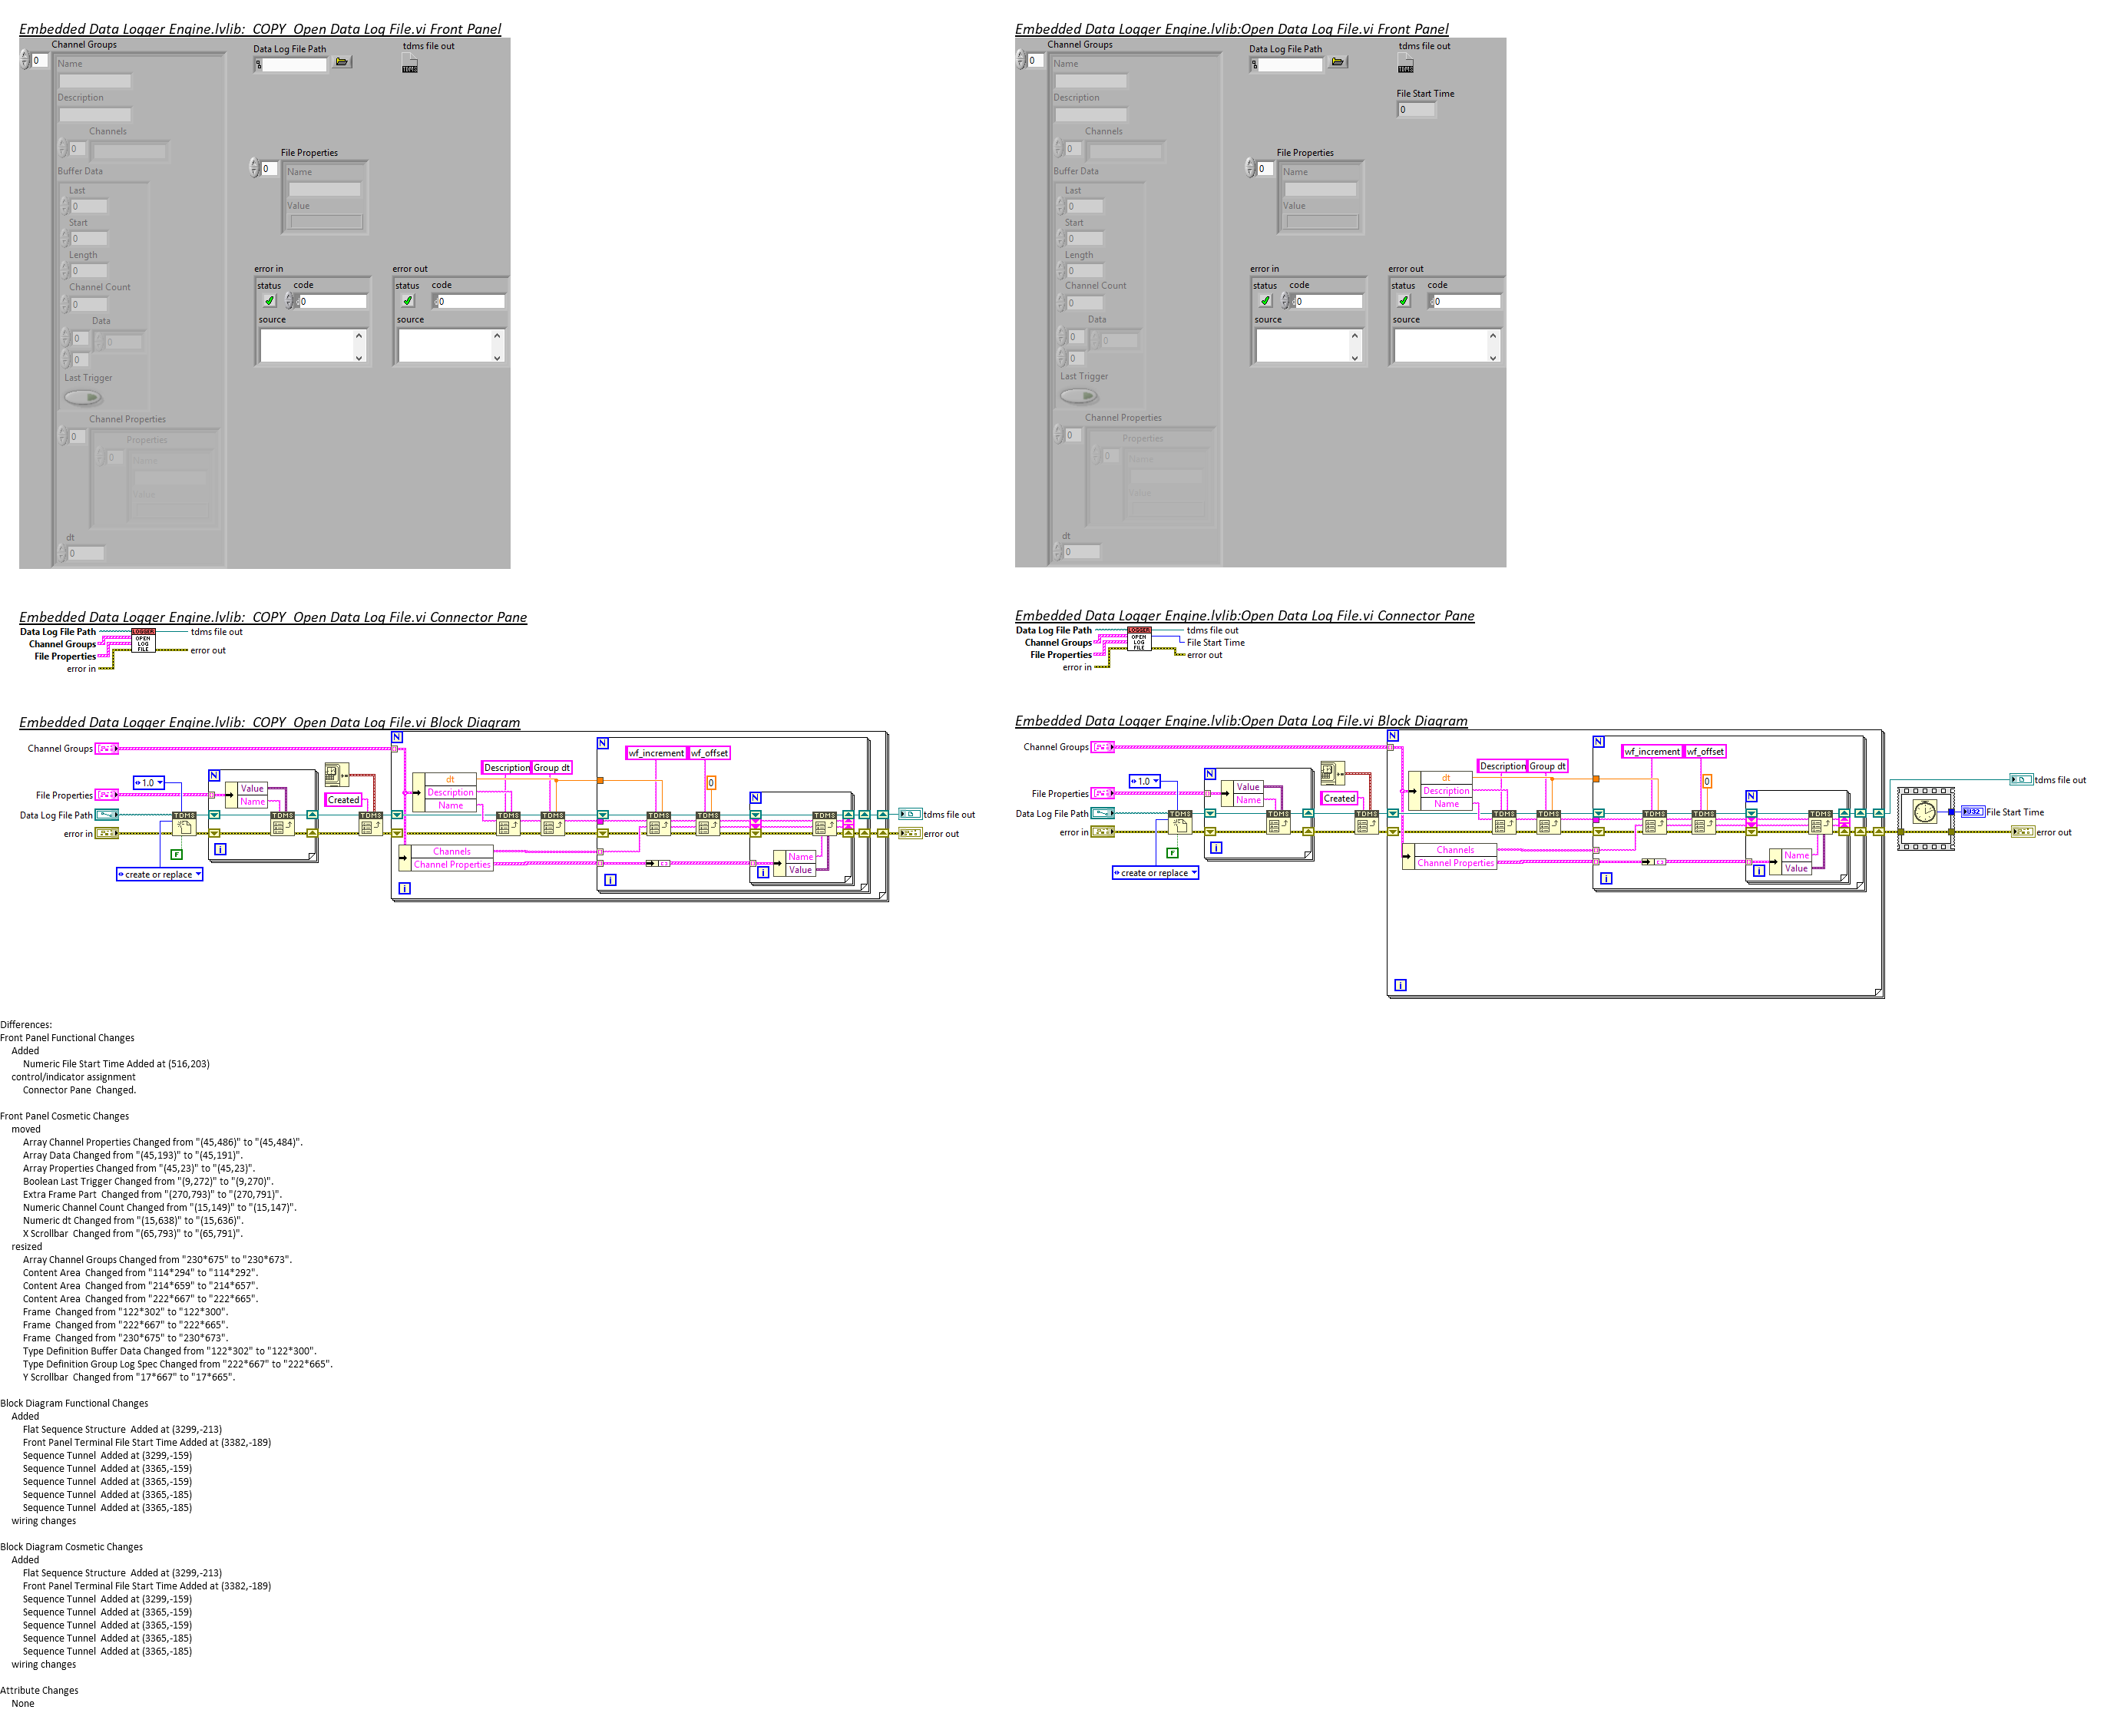 Embedded Data Logger Engine.lvlib:_COPY_Open Data Log File.vi Front Panel
Channel Groups
0
Name
Description
Channels
0
Buffer Data
Last
0
Start
0
Length
0
Channel Count
0
Data
0
0
0
Last Trigger
Channel Properties
0
Properties
0
Name
Value
dt
0
Data Log File Path
tdms file out
TDMS
File Properties
0
Name
Value
error in
status code
0
source
error out
status code
0
source
Embedded Data Logger Engine.lvlib:Open Data Log File.vi Front Panel
Channel Groups
0
Name
Description
Channels
0
Buffer Data
Last
0
Start
0
Length
0
Channel Count
0
Data
0
0
0
Last Trigger
Channel Properties
0
Properties
0
Name
Value
dt
0
Data Log File Path
tdms file out
TDMS
File Start Time
0
File Properties
0
Name
Value
error in
status code
0
source
error out
status code
0
source
Embedded Data Logger Engine.lvlib:_COPY_Open Data Log File.vi Connector Pane
Data Log File Path
Channel Groups
File Properties
error in
LOGGER
OPEN
LOG
FILE
tdms file out
error out
Embedded Data Logger Engine.lvlib:Open Data Log File.vi Connector Pane
Data Log File Path
Channel Groups
File Properties
error in
LOGGER
OPEN
LOG
FILE
tdms file out
File Start Time
error out
Embedded Data Logger Engine.lvlib:_COPY_Open Data Log File.vi Block Diagram
Channel Groups
File Properties
Data Log File Path
error in
1.0
TDMS
F
create or replace
N
Value
Name
TDMS
i
Created
TDMS
N
dt
Description
Name
Description
Group dt
TDMS
TDMS
Channels
Channel Properties
i
N
wf_increment
wf_offset
0
TDMS
TDMS
i
N
TDMS
Name
Value
i
tdms file out
error out
Embedded Data Logger Engine.lvlib:Open Data Log File.vi Block Diagram
Channel Groups
File Properties
Data Log File Path
error in
1.0
TDMS
F
create or replace
N
Value
Name
TDMS
i
Created
TDMS
N
dt
Description
Name
Description
Group dt
TDMS
TDMS
Channels
Channel Properties
i
N
wf_increment
wf_offset
0
TDMS
TDMS
i
N
TDMS
Name
Value
i
tdms file out
U32
File Start Time
error out
Differences:
Front Panel Functional Changes
Added
Numeric File Start Time Added at (516,203)
control/indicator assignment
Connector Pane  Changed.
Front Panel Cosmetic Changes
moved
Array Channel Properties Changed from "(45,486)" to "(45,484)".
Array Data Changed from "(45,193)" to "(45,191)".
Array Properties Changed from "(45,23)" to "(45,23)".
Boolean Last Trigger Changed from "(9,272)" to "(9,270)".
Extra Frame Part  Changed from "(270,793)" to "(270,791)".
Numeric Channel Count Changed from "(15,149)" to "(15,147)".
Numeric dt Changed from "(15,638)" to "(15,636)".
X Scrollbar  Changed from "(65,793)" to "(65,791)".
resized
Array Channel Groups Changed from "230*675" to "230*673".
Content Area  Changed from "114*294" to "114*292".
Content Area  Changed from "214*659" to "214*657".
Content Area  Changed from "222*667" to "222*665".
Frame  Changed from "122*302" to "122*300".
Frame  Changed from "222*667" to "222*665".
Frame  Changed from "230*675" to "230*673".
Type Definition Buffer Data Changed from "122*302" to "122*300".
Type Definition Group Log Spec Changed from "222*667" to "222*665".
Y Scrollbar  Changed from "17*667" to "17*665".
Block Diagram Functional Changes
Added
Flat Sequence Structure  Added at (3299,-213)
Front Panel Terminal File Start Time Added at (3382,-189)
Sequence Tunnel  Added at (3299,-159)
Sequence Tunnel  Added at (3365,-159)
Sequence Tunnel  Added at (3365,-159)
Sequence Tunnel  Added at (3365,-185)
Sequence Tunnel  Added at (3365,-185)
wiring changes
Block Diagram Cosmetic Changes
Added
Flat Sequence Structure  Added at (3299,-213)
Front Panel Terminal File Start Time Added at (3382,-189)
Sequence Tunnel  Added at (3299,-159)
Sequence Tunnel  Added at (3365,-159)
Sequence Tunnel  Added at (3365,-159)
Sequence Tunnel  Added at (3365,-185)
Sequence Tunnel  Added at (3365,-185)
wiring changes
Attribute Changes
None